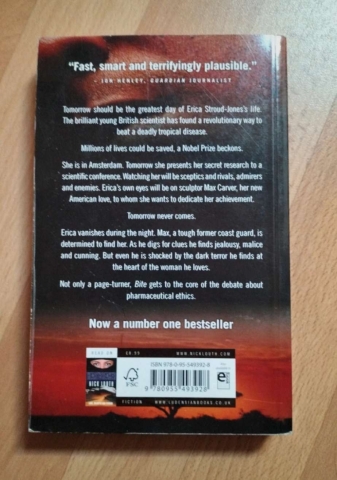 “Fast, smart and terrifyingly plausible.”
– JON HENLEY, GUARDIAN JOURNALIST
Tomorrow should be the greatest day of Erica Stroud-Jones's life.
The brilliant young British scientist has found a revolutionary way to
beat a deadly tropical disease.
Millions of lives could be saved, a Nobel Prize beckons.
She is in Amsterdam. Tomorrow she presents her secret research to a
scientific conference. Watching her will be sceptics and rivals, admirers
and enemies. Erica's own eyes will be on sculptor Max Carver, her new
American love, to whom she wants to dedicate her achievement.
Tomorrow never comes.
Erica vanishes during the night. Max, a tough former coast guard, is
determined to find her. As he digs for clues he finds jealousy, malice
and cunning. But even he is shocked by the dark terror he finds at
the heart of the woman he loves.
Not only a page-turner, Bite gets to the core of the debate about
pharmaceutical ethics.
Now a number one bestseller
WWW.NICKLOUTH.COM
NICK LOUTH
FSC
9 780955 493928
e
FICTION